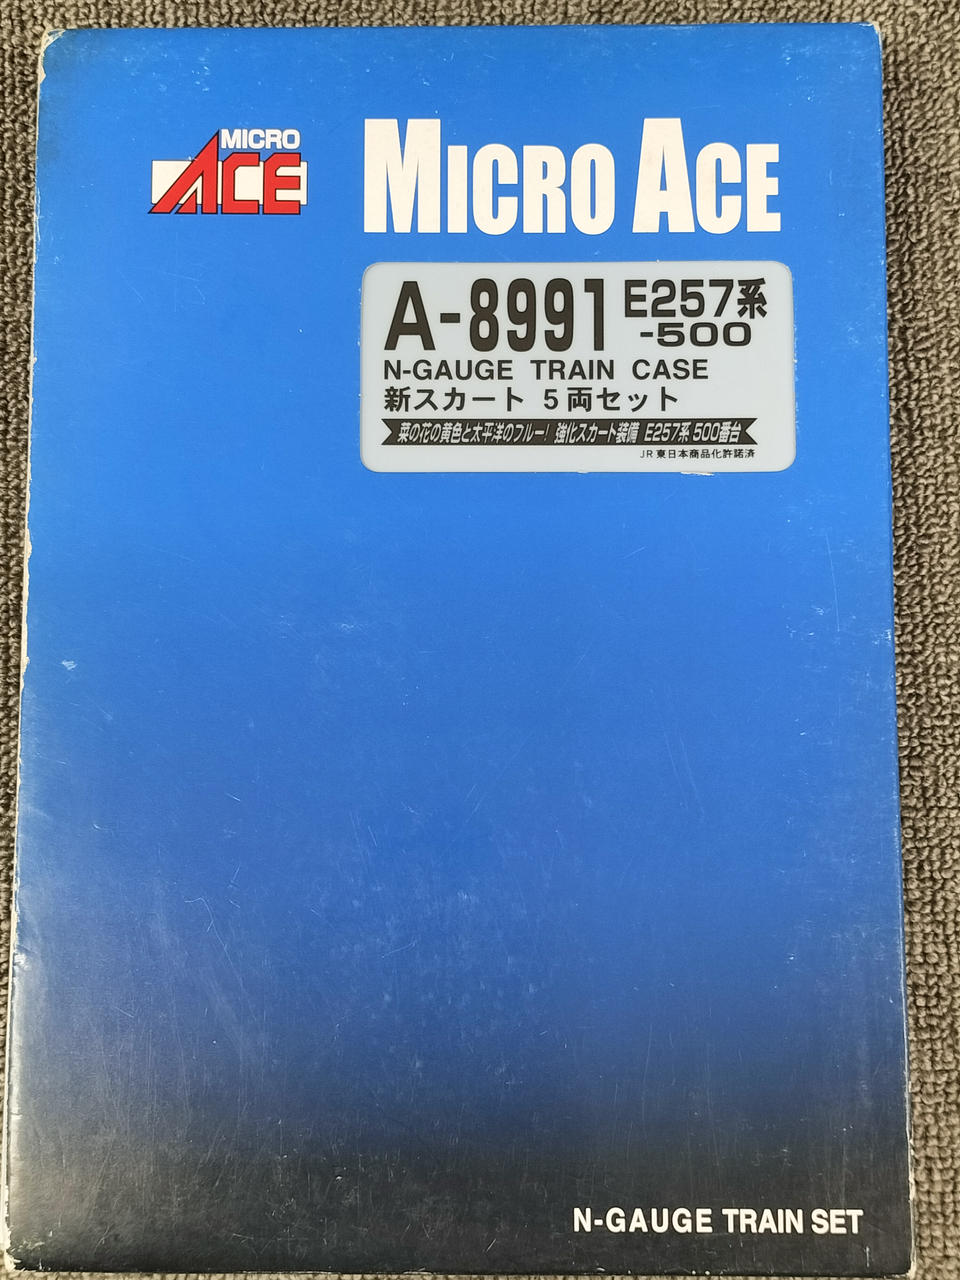 MICRO
ACE
MICRO ACE
A-8991 E257系
-500
N-GAUGE TRAIN CASE
新スカート 5両セット
菜の花の黄色と太平洋のブルー! 強化スカート装備 E257系 500番台
JR東日本商品化許諾済
N-GAUGE TRAIN SET